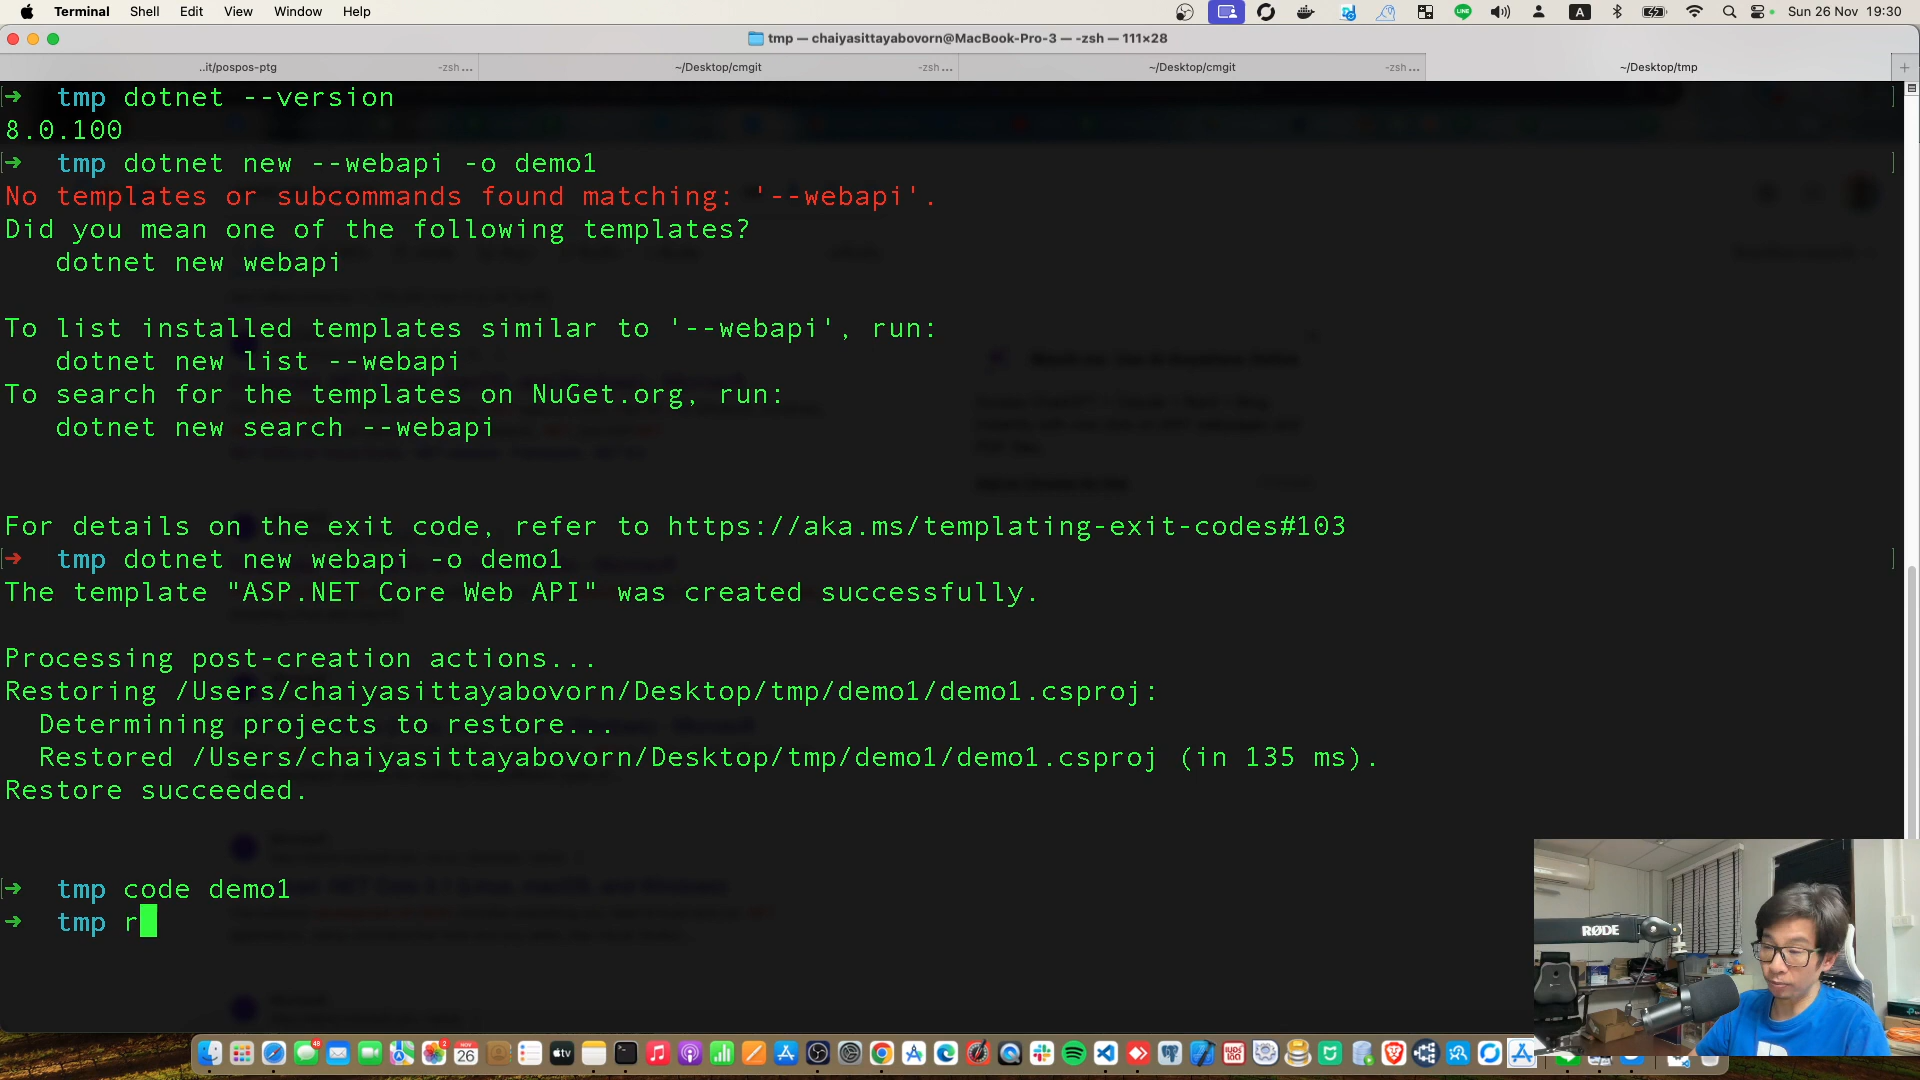 Terminal Shell Edit View Window Help A Sun 26 Nov 19:30
tmp — chaiyasittayabovorn@MacBook-Pro-3 — -zsh — 111×28
..it/pospos-ptg -zsh... ~/Desktop/cmgit -zsh... ~/Desktop/cmgit -zsh... ~/Desktop/tmp +
➜ tmp dotnet --version
8.0.100
➜ tmp dotnet new --webapi -o demo1
No templates or subcommands found matching: '--webapi'.
Did you mean one of the following templates?
dotnet new webapi
To list installed templates similar to '--webapi', run:
dotnet new list --webapi
To search for the templates on NuGet.org, run:
dotnet new search --webapi
For details on the exit code, refer to https://aka.ms/templating-exit-codes#103
➜ tmp dotnet new webapi -o demo1
The template "ASP.NET Core Web API" was created successfully.
Processing post-creation actions...
Restoring /Users/chaiyasittayabovorn/Desktop/tmp/demo1/demo1.csproj:
Determining projects to restore...
Restored /Users/chaiyasittayabovorn/Desktop/tmp/demo1/demo1.csproj (in 135 ms).
Restore succeeded.
➜ tmp code demo1
➜ tmp r
RØDE
48
2
NOV
26
tv